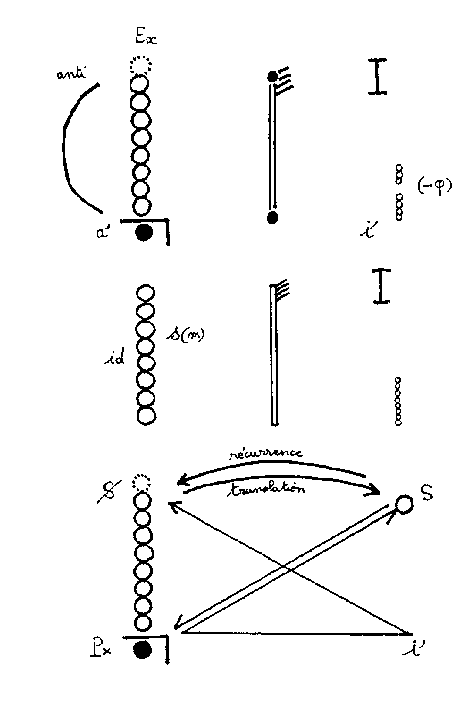 Ex
anti
(-φ)
a'
i'
s(m)
id
récurrence
translation
$
S
Px
i'